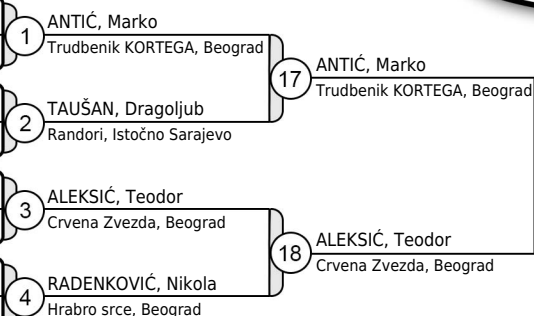 1
ANTIĆ, Marko
Trudbenik KORTEGA, Beograd
17
ANTIĆ, Marko
Trudbenik KORTEGA, Beograd
2
TAUŠAN, Dragoljub
Randori, Istočno Sarajevo
3
ALEKSIĆ, Teodor
Crvena Zvezda, Beograd
18
ALEKSIĆ, Teodor
Crvena Zvezda, Beograd
4
RADENKOVIĆ, Nikola
Hrabro srce, Beograd